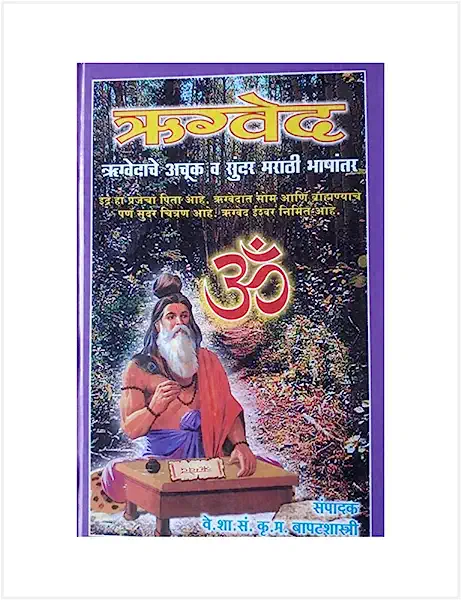 ऋग्वेद
ऋग्वेदाचे अचूक व सुंदर मराठी भाषांतर
इंद्र हा प्रजेचा पिता आहे. ऋग्वेदात सोम आणि ब्राह्मण्याचे
पण सुंदर चित्रण आहे. ऋग्वेद ईश्वर निर्मित आहे.
ॐ
ऋग्वेद
संपादक
वे. शा. सं. कृ. म. बापटशास्त्री